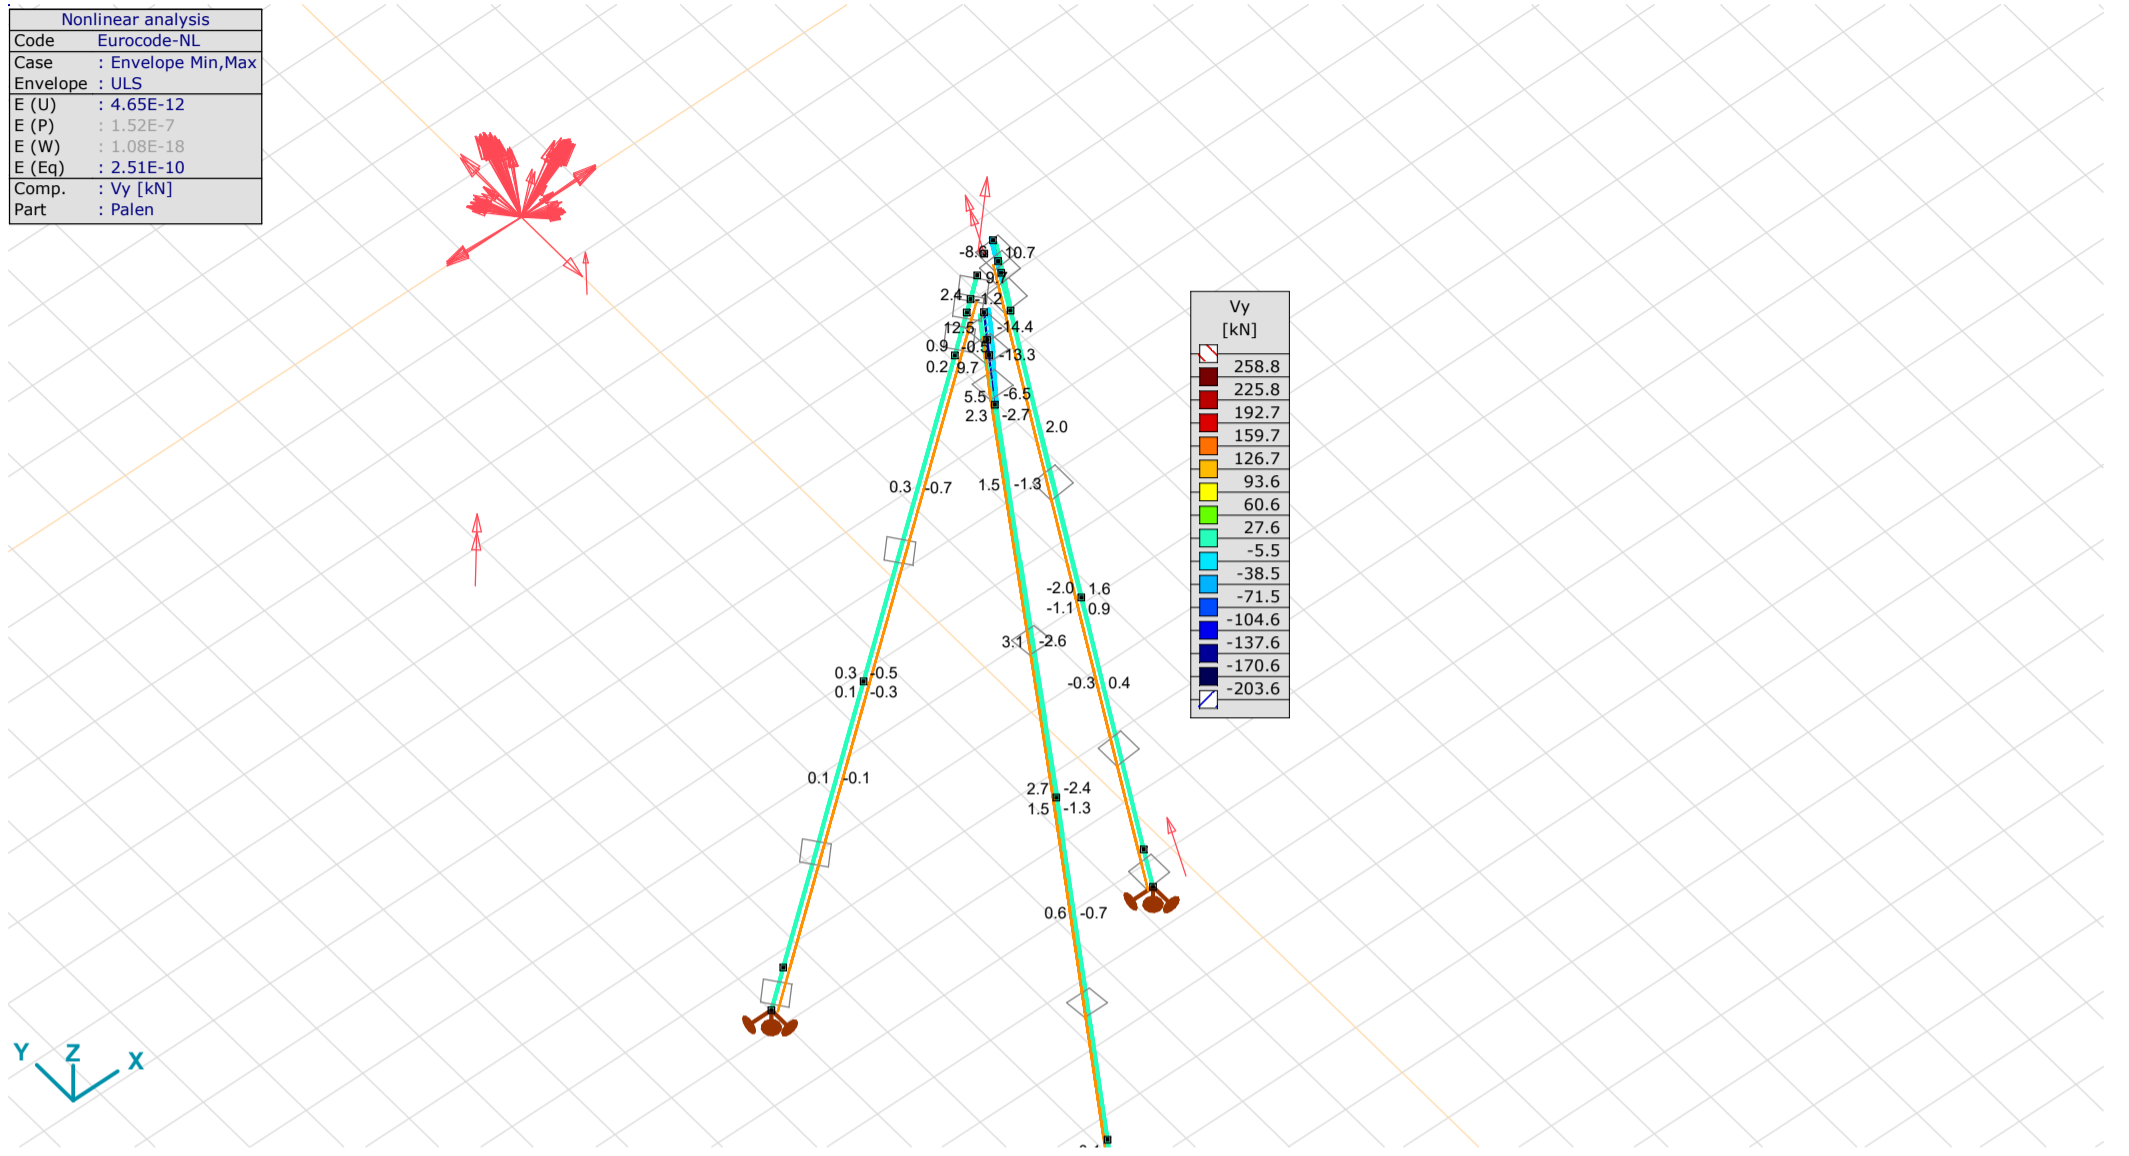 Nonlinear analysis
Code Eurocode-NL
Case : Envelope Min,Max
Envelope : ULS
E (U) : 4.65E-12
E (P) : 1.52E-7
E (W) : 1.08E-18
E (Eq) : 2.51E-10
Comp. : Vy [kN]
Part : Palen
-8.6 10.7
9.7
2.4 -1.2
12.5 -14.4
0.9 -0.5 -13.3
0.2 9.7
5.5 -6.5
2.3 -2.7
2.0
0.3 -0.7 1.5 -1.3
-2.0 1.6
-1.1 0.9
3.1 -2.6
0.3 -0.5 -0.3 0.4
0.1 -0.3
0.1 -0.1
2.7 -2.4
1.5 -1.3
0.6 -0.7
Vy
[kN]
258.8
225.8
192.7
159.7
126.7
93.6
60.6
27.6
-5.5
-38.5
-71.5
-104.6
-137.6
-170.6
-203.6
Y Z X